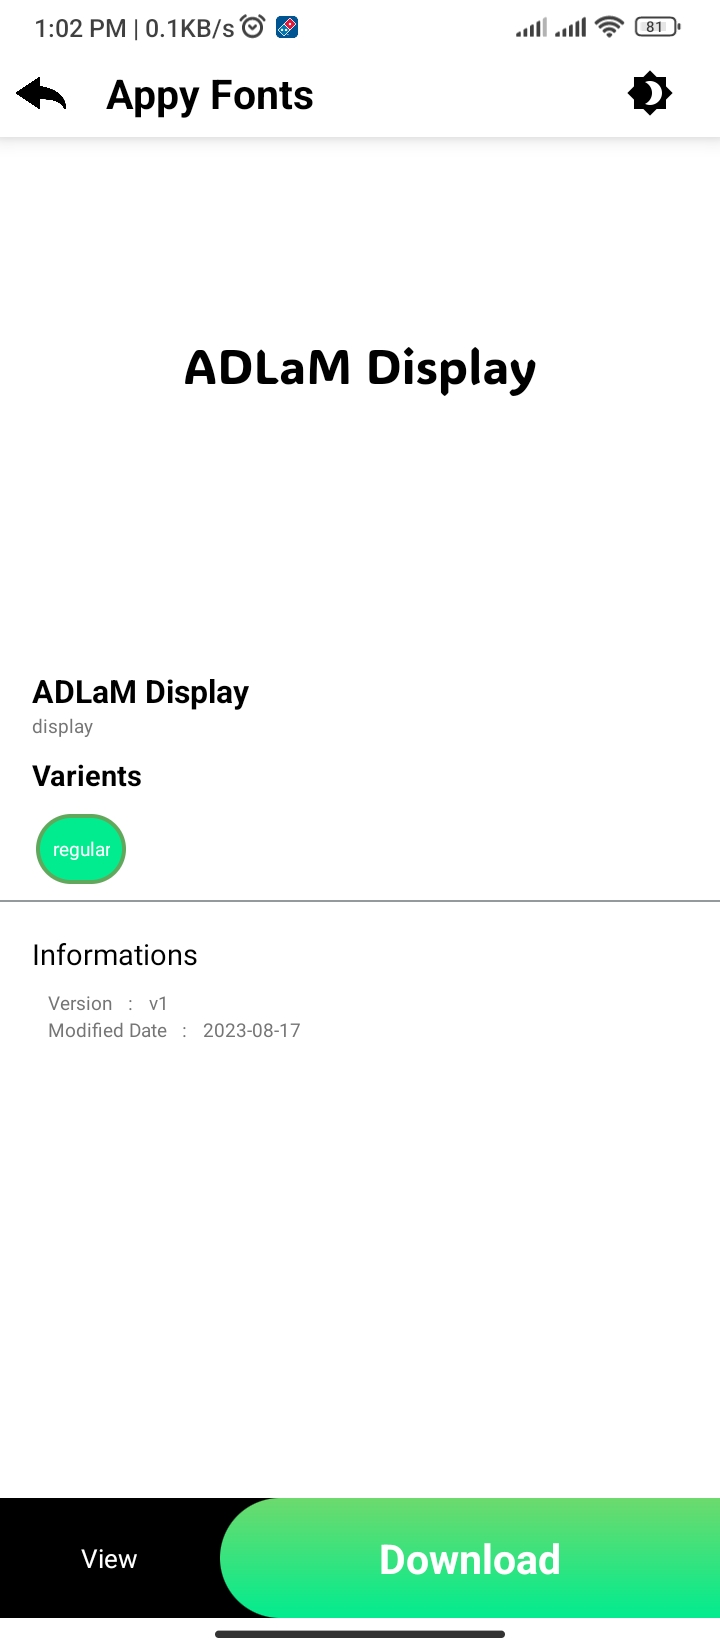 1:02 PM | 0.1KB/s 81
Appy Fonts
ADLaM Display
ADLaM Display
display
Varients
regular
Informations
Version : v1
Modified Date : 2023-08-17
View Download